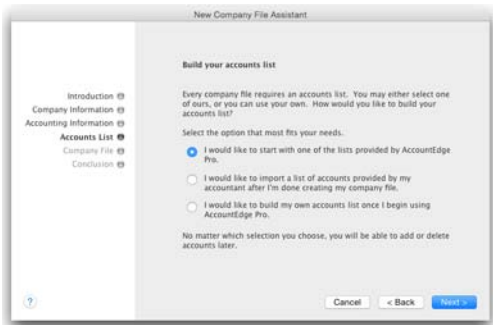 New Company File Assistant
Introduction
Company Information
Accounting Information
Accounts List
Company File
Conclusion
Build your accounts list
Every company file requires an accounts list. You may either select one
of ours, or you can use your own. How would you like to build your
accounts list?
Select the option that most fits your needs.
I would like to start with one of the lists provided by AccountEdge
Pro.
I would like to import a list of accounts provided by my
accountant after I'm done creating my company file.
I would like to build my own accounts list once I begin using
AccountEdge Pro.
No matter which selection you choose, you will be able to add or delete
accounts later.
?
Cancel
< Back
Next >